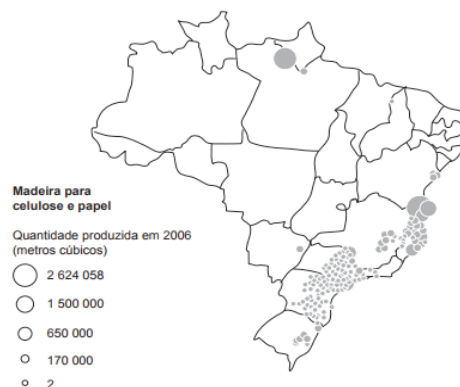 Madeira para
celulose e papel
Quantidade produzida em 2006
(metros cúbicos)
2 624 058
1 500 000
650 000
170 000
2